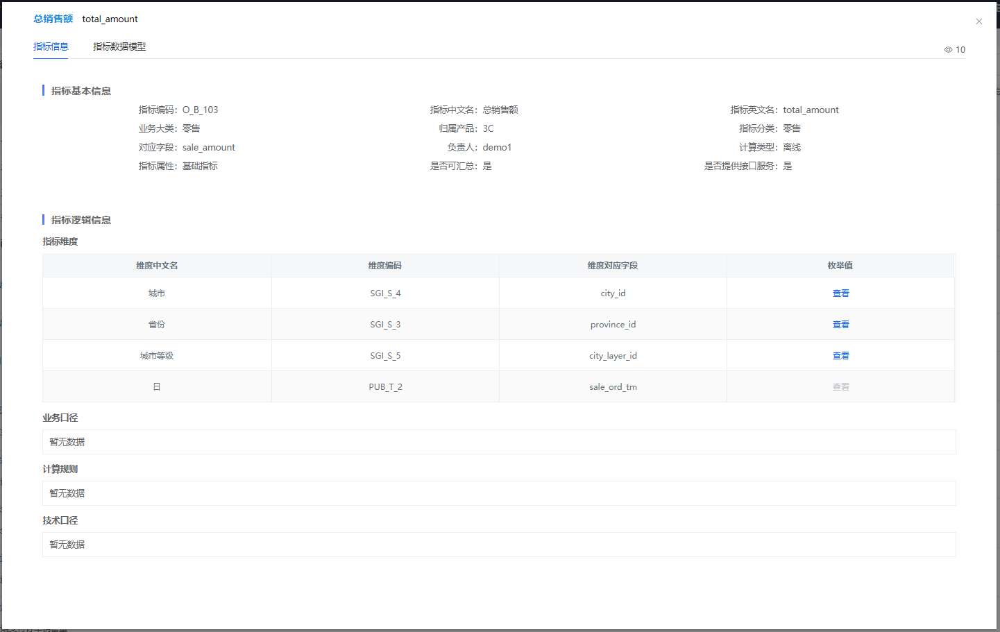 总销售额 total_amount
指标信息 指标数据模型
10
指标基本信息
指标编码: O_B_103 指标中文名: 总销售额 指标英文名: total_amount
业务大类: 零售 归属产品: 3C 指标分类: 零售
对应字段: sale_amount 负责人: demo1 计算类型: 离线
指标属性: 基础指标 是否可汇总: 是 是否提供接口服务: 是
指标逻辑信息
指标维度
维度中文名 维度编码 维度对应字段 枚举值
城市 SGI_S_4 city_id 查看
省份 SGI_S_3 province_id 查看
城市等级 SGI_S_5 city_layer_id 查看
日 PUB_T_2 sale_ord_tm 查看
业务口径
暂无数据
计算规则
暂无数据
技术口径
暂无数据